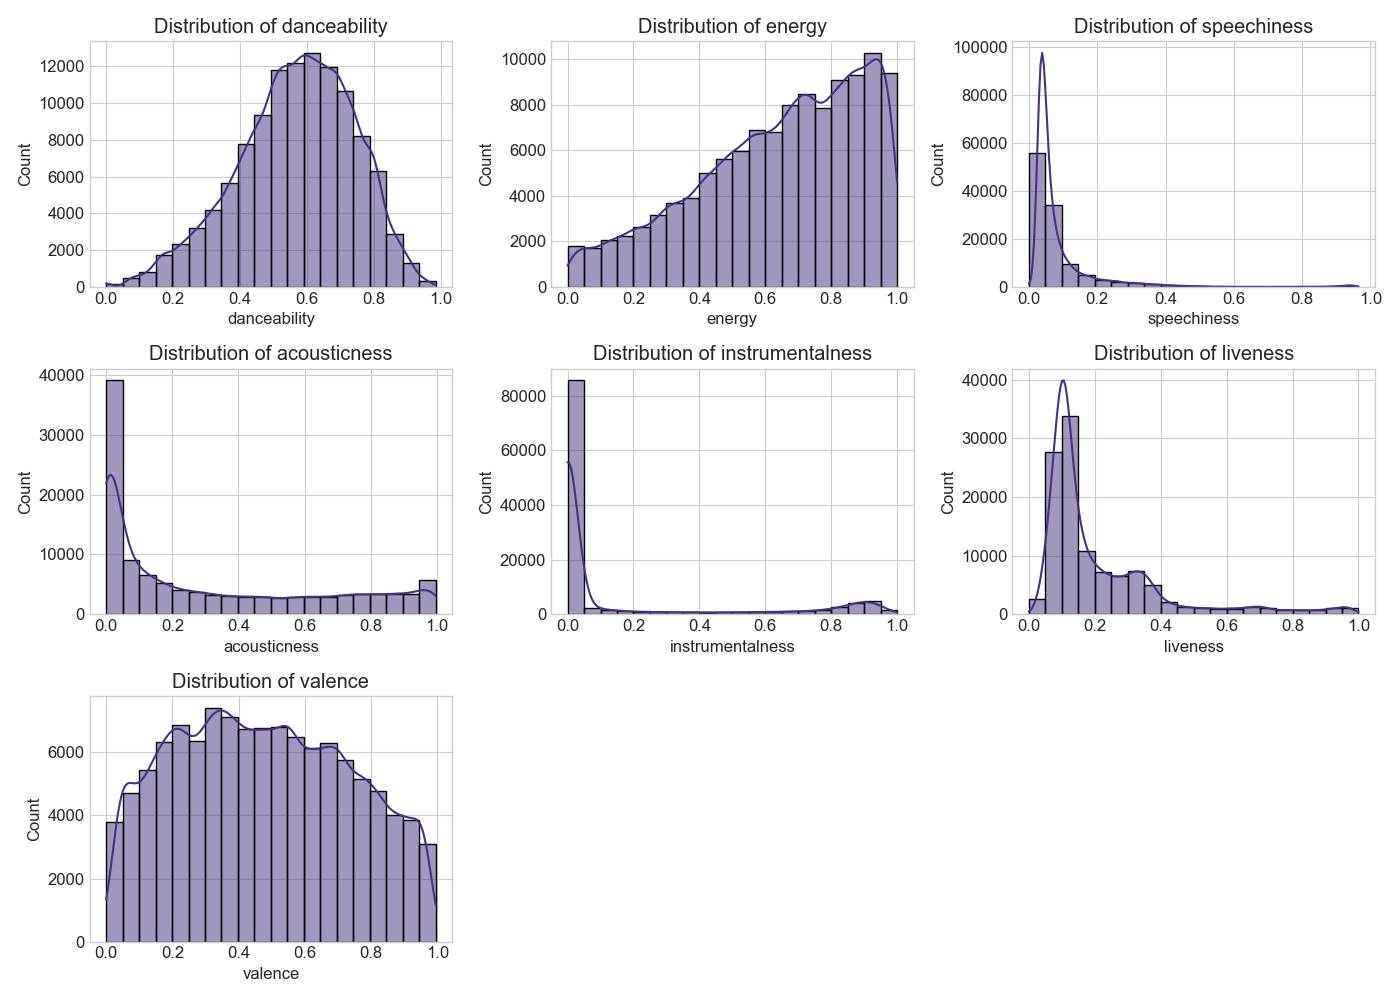 Distribution of danceability
12000
10000
8000
6000
4000
2000
0
Count
0.0 0.2 0.4 0.6 0.8 1.0
danceability
Distribution of energy
10000
8000
6000
4000
2000
0
Count
0.0 0.2 0.4 0.6 0.8 1.0
energy
Distribution of speechiness
100000
80000
60000
40000
20000
0
Count
0.0 0.2 0.4 0.6 0.8 1.0
speechiness
Distribution of acousticness
40000
30000
20000
10000
0
Count
0.0 0.2 0.4 0.6 0.8 1.0
acousticness
Distribution of instrumentalness
80000
60000
40000
20000
0
Count
0.0 0.2 0.4 0.6 0.8 1.0
instrumentalness
Distribution of liveness
40000
30000
20000
10000
0
Count
0.0 0.2 0.4 0.6 0.8 1.0
liveness
Distribution of valence
6000
4000
2000
0
Count
0.0 0.2 0.4 0.6 0.8 1.0
valence